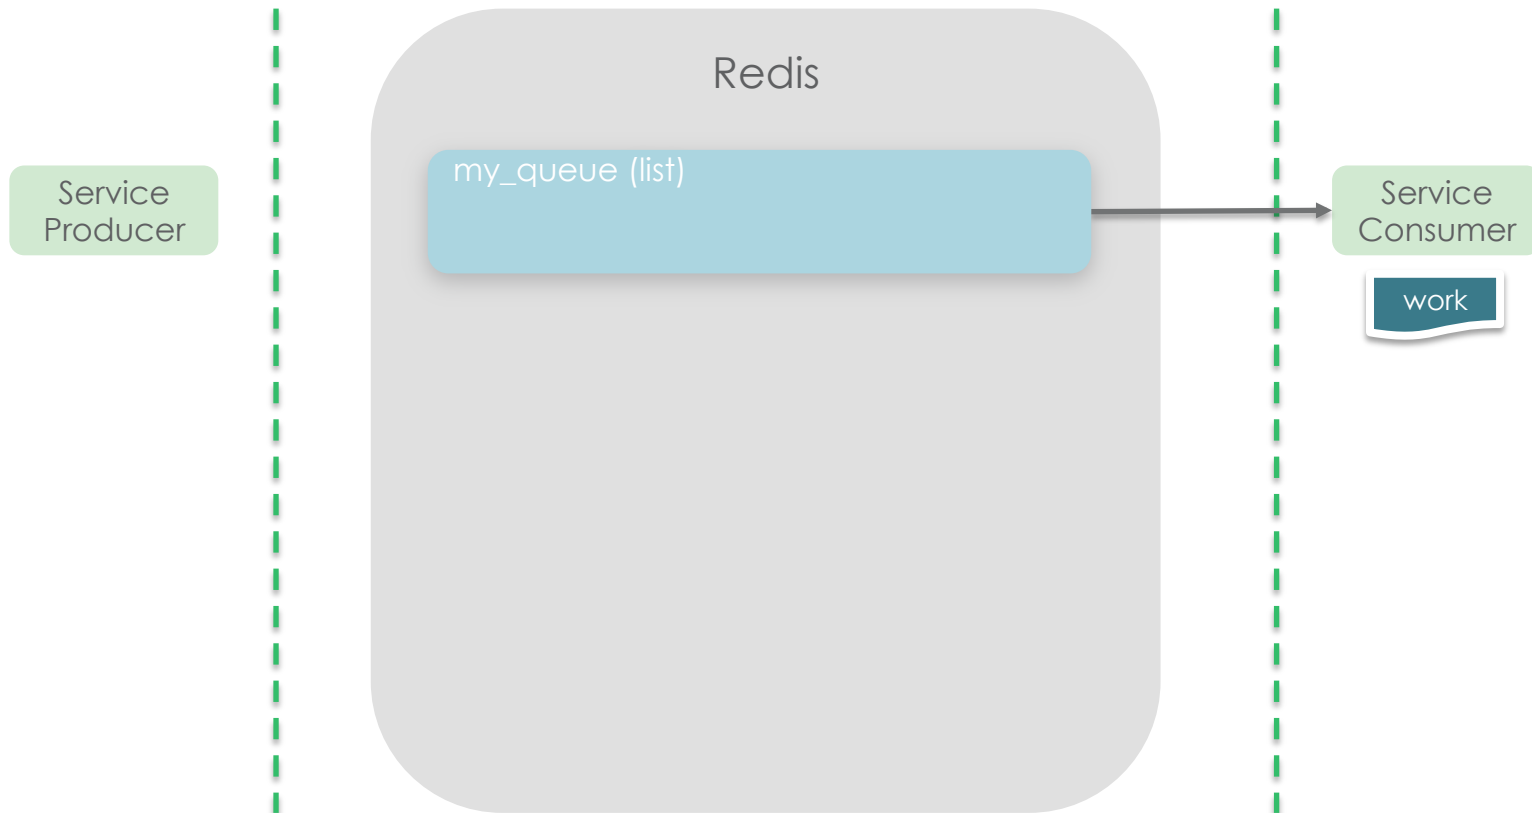 Redis
my_queue (list)
Service
Producer
Service
Consumer
work